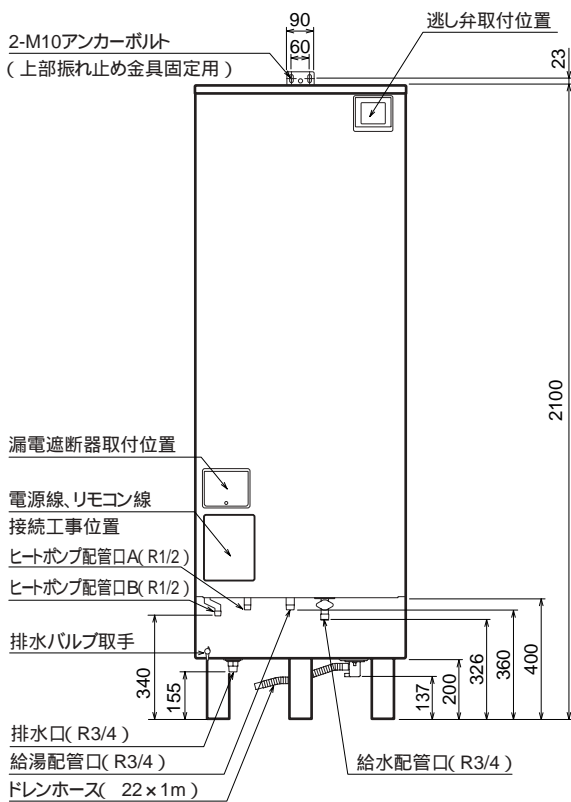 90
60
2-M10アンカーボルト
(上部振れ止め金具固定用)
逃し弁取付位置
23
2100
漏電遮断器取付位置
電源線、リモコン線
接続工事位置
ヒートポンプ配管口A(R1/2)
ヒートポンプ配管口B(R1/2)
排水バルブ取手
340
155
137
200
326
360
400
排水口(R3/4)
給湯配管口(R3/4)
ドレンホース( 22×1m)
給水配管口(R3/4)